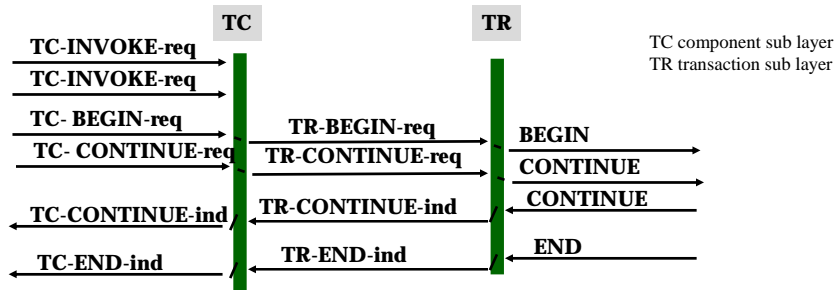 TC
TR
TC-INVOKE-req
TC-INVOKE-req
TC- BEGIN-req
TC- CONTINUE-req
TR-BEGIN-req
TR-CONTINUE-req
BEGIN
CONTINUE
CONTINUE
TR-CONTINUE-ind
TC-CONTINUE-ind
END
TR-END-ind
TC-END-ind
TC component sub layer
TR transaction sub layer